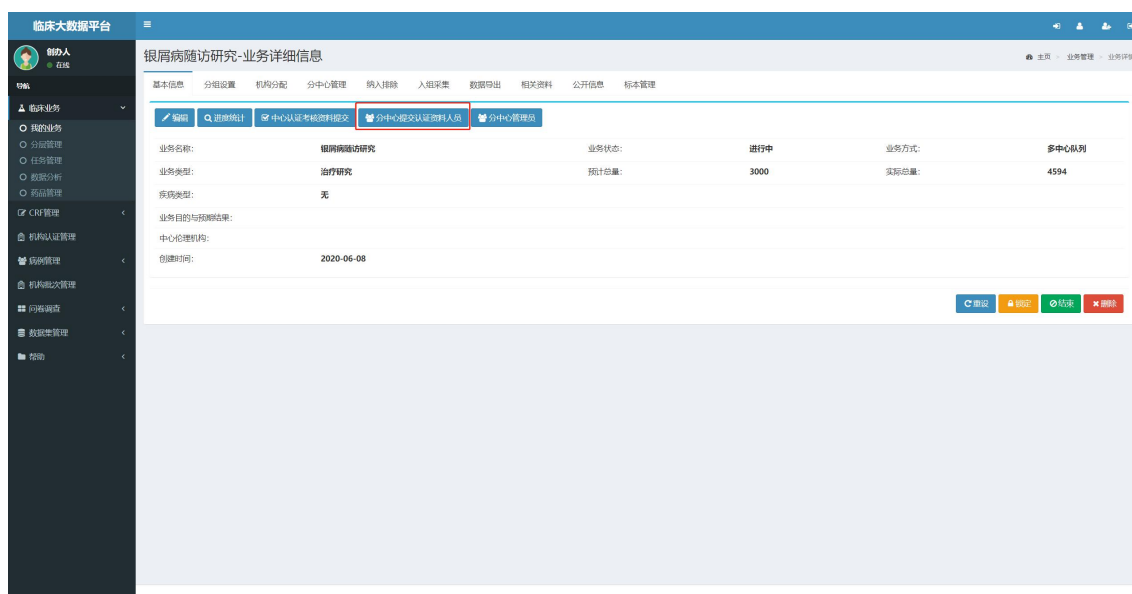 临床大数据平台
创办人
在线
导航
临床业务
我的业务
分层管理
任务管理
数据分析
药品管理
CRF管理
机构认证管理
病例管理
机构批次管理
问卷调查
数据集管理
帮助
银屑病随访研究-业务详细信息
主页 > 业务管理 > 业务详情
基本信息 分组设置 机构分配 分中心管理 纳入排除 入组采集 数据导出 相关资料 公开信息 标本管理
编辑 进度统计 中心认证考核资料提交 分中心提交认证资料人员 分中心管理员
业务名称: 银屑病随访研究 业务状态: 进行中 业务方式: 多中心队列
业务类型: 治疗研究 预计总量: 3000 实际总量: 4594
疾病类型: 无
业务目的与预期结果:
中心伦理机构:
创建时间: 2020-06-08
重设 锁定 结束 删除